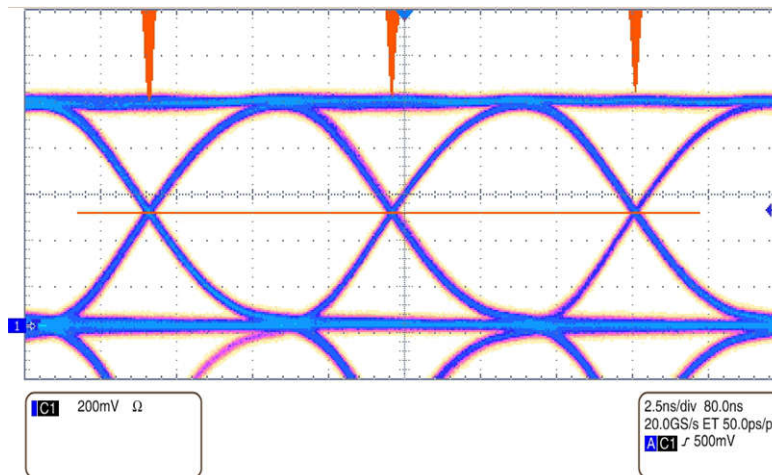 1
C1 200mV Ω
2.5ns/div 80.0ns
20.0GS/s ET 50.0ps/p
A C1 ∫ 500mV